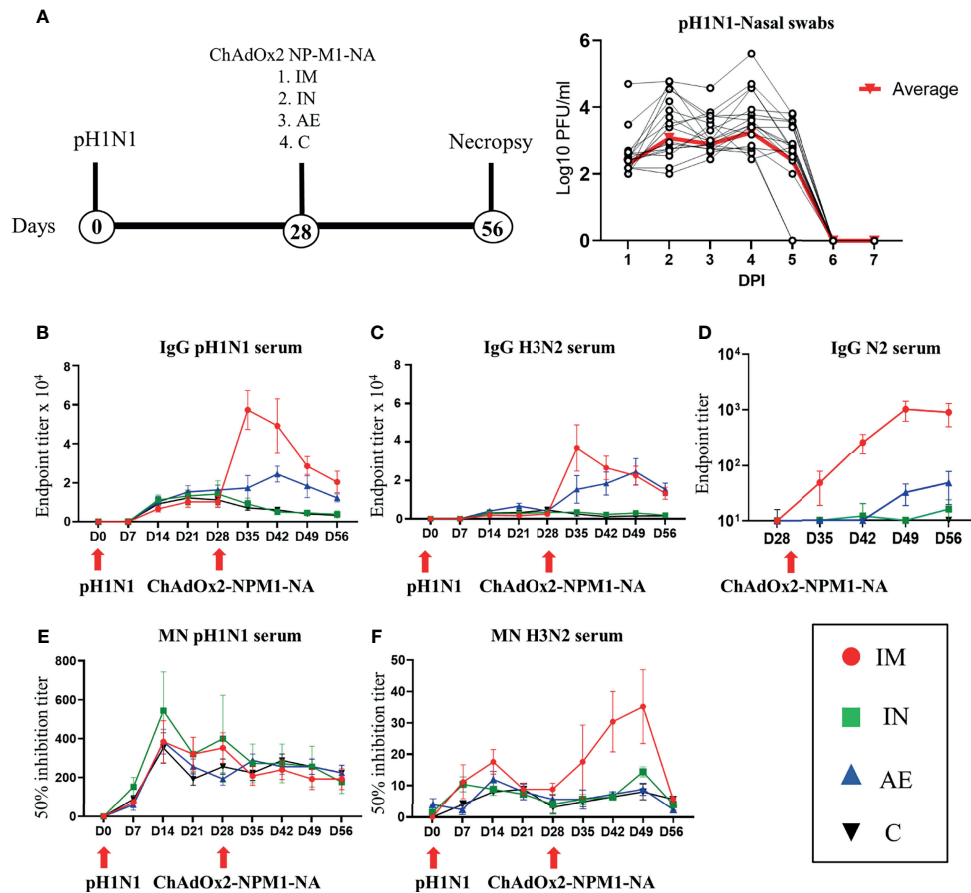 A
ChAdOx2 NP-M1-NA
1. IM
2. IN
3. AE
4. C
pH1N1
Necropsy
Days
0
28
56
pH1N1-Nasal swabs
Log10 PFU/ml
6
4
2
0
1 2 3 4 5 6 7
DPI
Average
B
IgG pH1N1 serum
Endpoint titer x 10^4
8
6
4
2
0
D0 D7 D14 D21 D28 D35 D42 D49 D56
pH1N1 ChAdOx2-NPM1-NA
C
IgG H3N2 serum
Endpoint titer x 10^4
8
6
4
2
0
D0 D7 D14 D21 D28 D35 D42 D49 D56
pH1N1 ChAdOx2-NPM1-NA
D
IgG N2 serum
Endpoint titer
10^4
10^3
10^2
10^1
D28 D35 D42 D49 D56
ChAdOx2-NPM1-NA
E
MN pH1N1 serum
50% inhibition titer
800
600
400
200
0
D0 D7 D14 D21 D28 D35 D42 D49 D56
pH1N1 ChAdOx2-NPM1-NA
F
MN H3N2 serum
50% inhibition titer
50
40
30
20
10
0
D0 D7 D14 D21 D28 D35 D42 D49 D56
pH1N1 ChAdOx2-NPM1-NA
IM
IN
AE
C